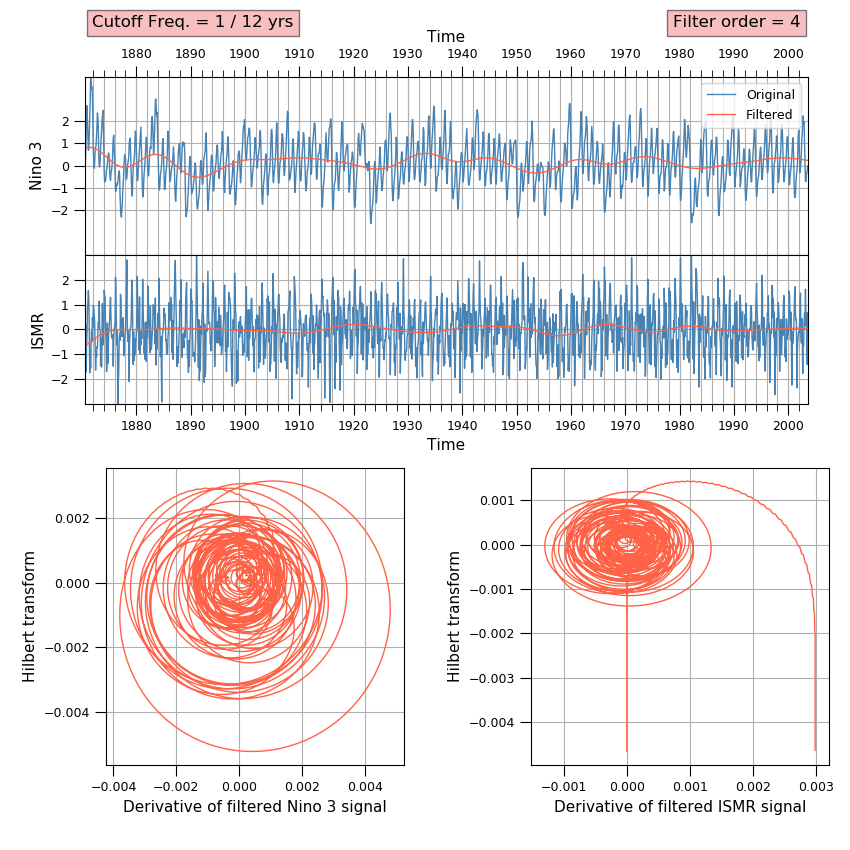 Cutoff Freq. = 1 / 12 yrs Filter order = 4
Time
1880 1890 1900 1910 1920 1930 1940 1950 1960 1970 1980 1990 2000
Original
Filtered
Nino 3
2
1
0
−1
−2
ISMR
2
1
0
−1
−2
1880 1890 1900 1910 1920 1930 1940 1950 1960 1970 1980 1990 2000
Time
Hilbert transform
0.002
0.000
−0.002
−0.004
−0.004 −0.002 0.000 0.002 0.004
Derivative of filtered Nino 3 signal
Hilbert transform
0.001
0.000
−0.001
−0.002
−0.003
−0.004
−0.001 0.000 0.001 0.002 0.003
Derivative of filtered ISMR signal